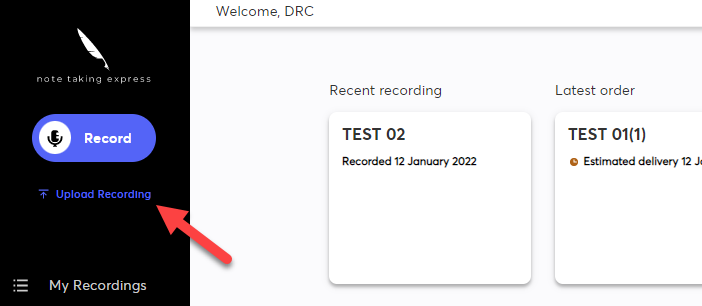 Welcome, DRC
note taking express
Record
Upload Recording
My Recordings
Recent recording
TEST 02
Recorded 12 January 2022
Latest order
TEST 01(1)
Estimated delivery 12 J